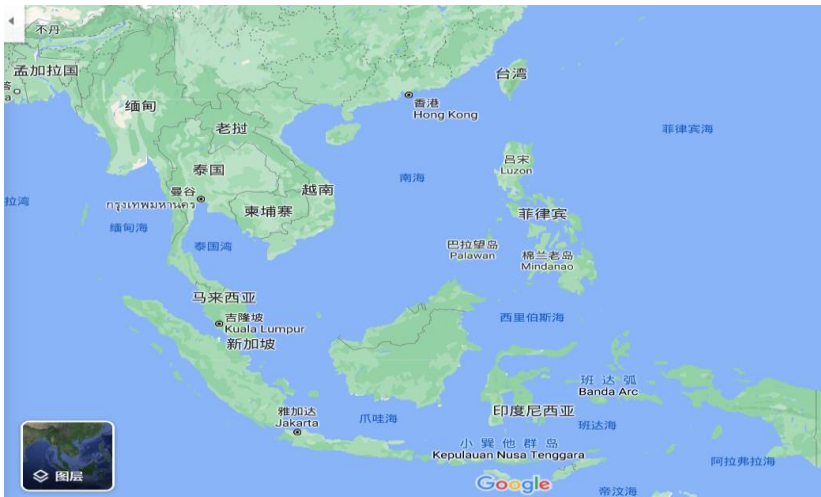 不丹
孟加拉国
缅甸
老挝
泰国
曼谷
กรุงเทพมหานคร
越南
柬埔寨
缅甸海
泰国湾
拉湾
香港
Hong Kong
台湾
南海
菲律宾海
吕宋
Luzon
菲律宾
巴拉望岛
Palawan
棉兰老岛
Mindanao
马来西亚
吉隆坡
Kuala Lumpur
新加坡
西里伯斯海
班达弧
Banda Arc
印度尼西亚
班达海
雅加达
Jakarta
爪哇海
小巽他群岛
Kepulauan Nusa Tenggara
阿拉弗拉海
帝汶海
图层
Google